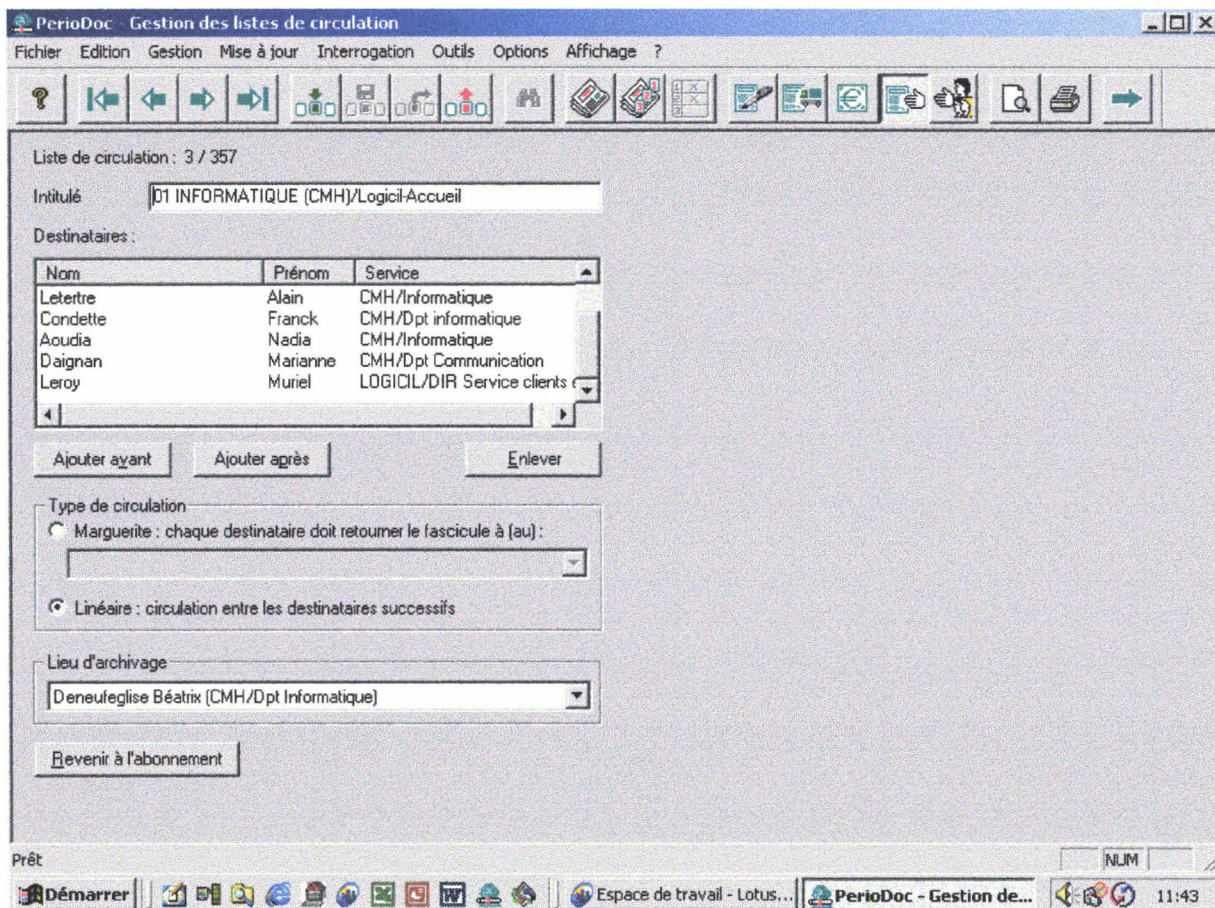 PerioDoc - Gestion des listes de circulation
Fichier Edition Gestion Mise à jour Interrogation Outils Options Affichage ?
Liste de circulation : 3 / 357
Intitulé 01 INFORMATIQUE (CMH)/Logicil-Accueil
Destinataires :
Nom Prénom Service
Letertre Alain CMH/Informatique
Condette Franck CMH/Dpt informatique
Aoudia Nadia CMH/Informatique
Daignan Marianne CMH/Dpt Communication
Leroy Muriel LOGICIL/DIR Service clients e
Ajouter avant Ajouter après Enlever
Type de circulation
Marguerite : chaque destinataire doit retourner le fascicule à (au) :
Linéaire : circulation entre les destinataires successifs
Lieu d'archivage
Deneufeglise Béatrix (CMH/Dpt Informatique)
Revenir à l'abonnement
Prêt NUM
Démarrer Espace de travail - Lotus... PerioDoc - Gestion de... 11:43